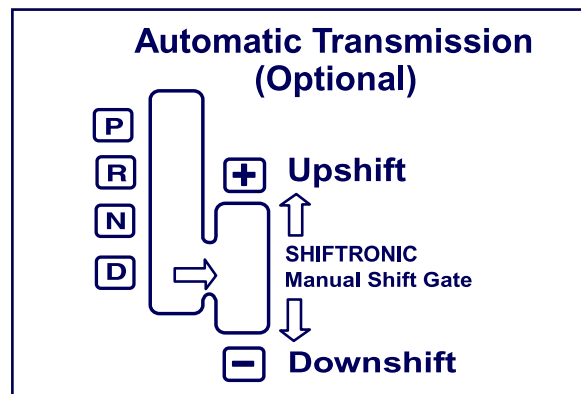 Automatic Transmission
(Optional)
P
R
+ Upshift
N
SHIFTRONIC
D
Manual Shift Gate
- Downshift